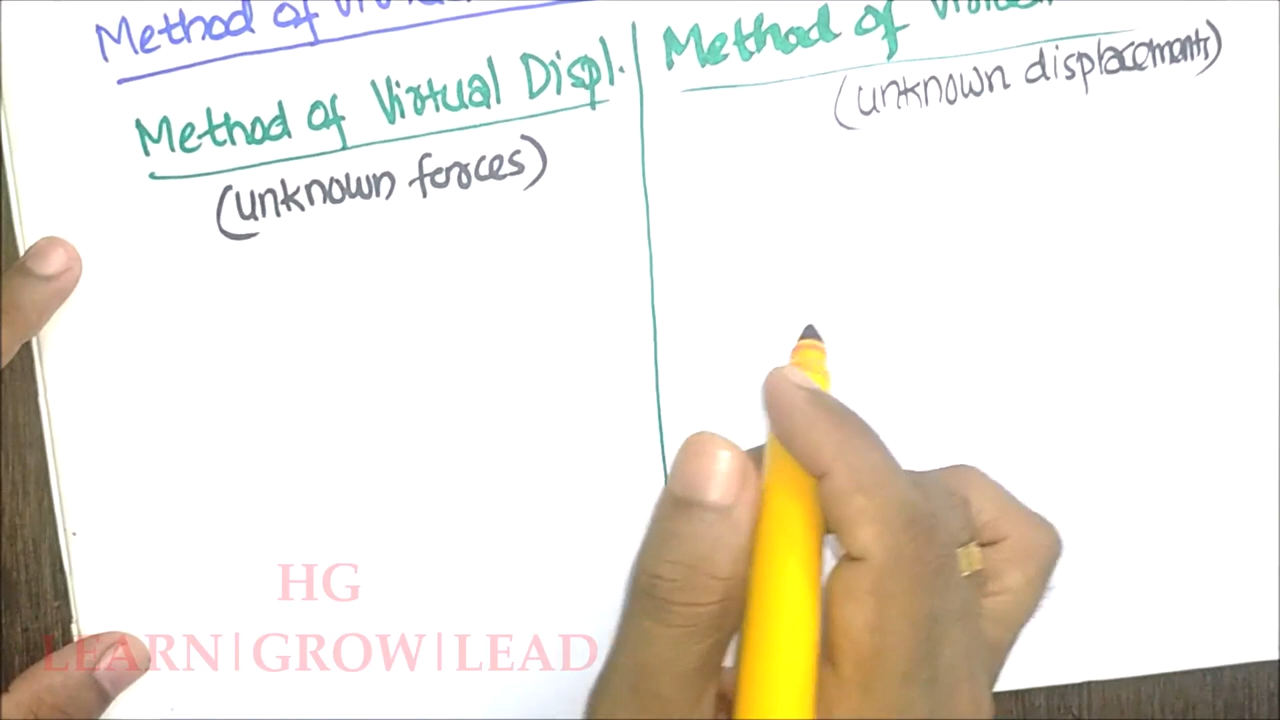 Method of
Method of Virtual Displ.
(unknown forces)
Method of
(unknown displacements)
HG
LEARN|GROW|LEAD